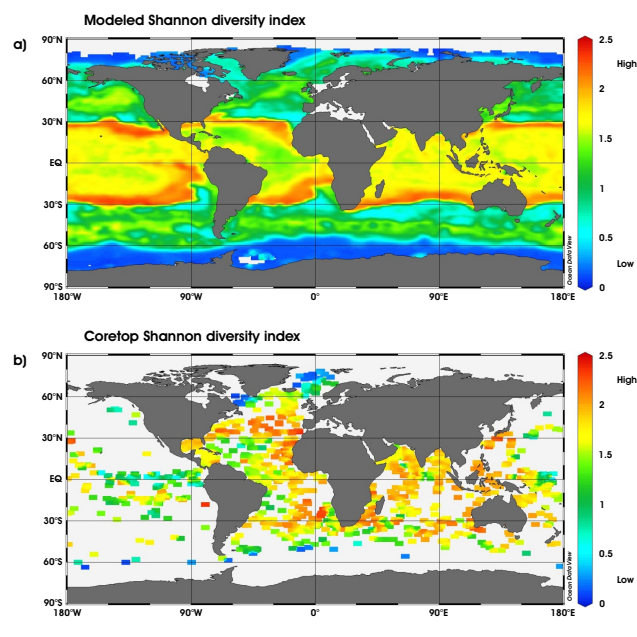 Modeled Shannon diversity index
a)
90°N
60°N
30°N
EQ
30°S
60°S
90°S
180°W
90°W
0°
90°E
180°E
Ocean Data View
2.5
High
2
1.5
1
0.5
Low
0
Coretop Shannon diversity index
b)
90°N
60°N
30°N
EQ
30°S
60°S
90°S
180°W
90°W
0°
90°E
180°E
Ocean Data View
2.5
High
2
1.5
1
0.5
Low
0